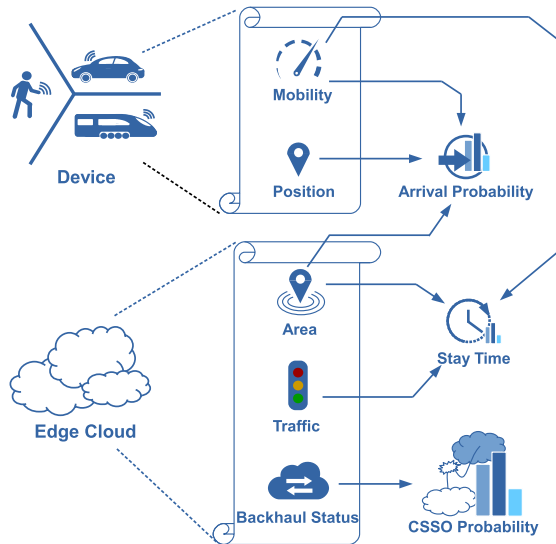 Mobility
Device
Position
Arrival Probability
Area
Stay Time
Traffic
Edge Cloud
Backhaul Status
CSSO Probability